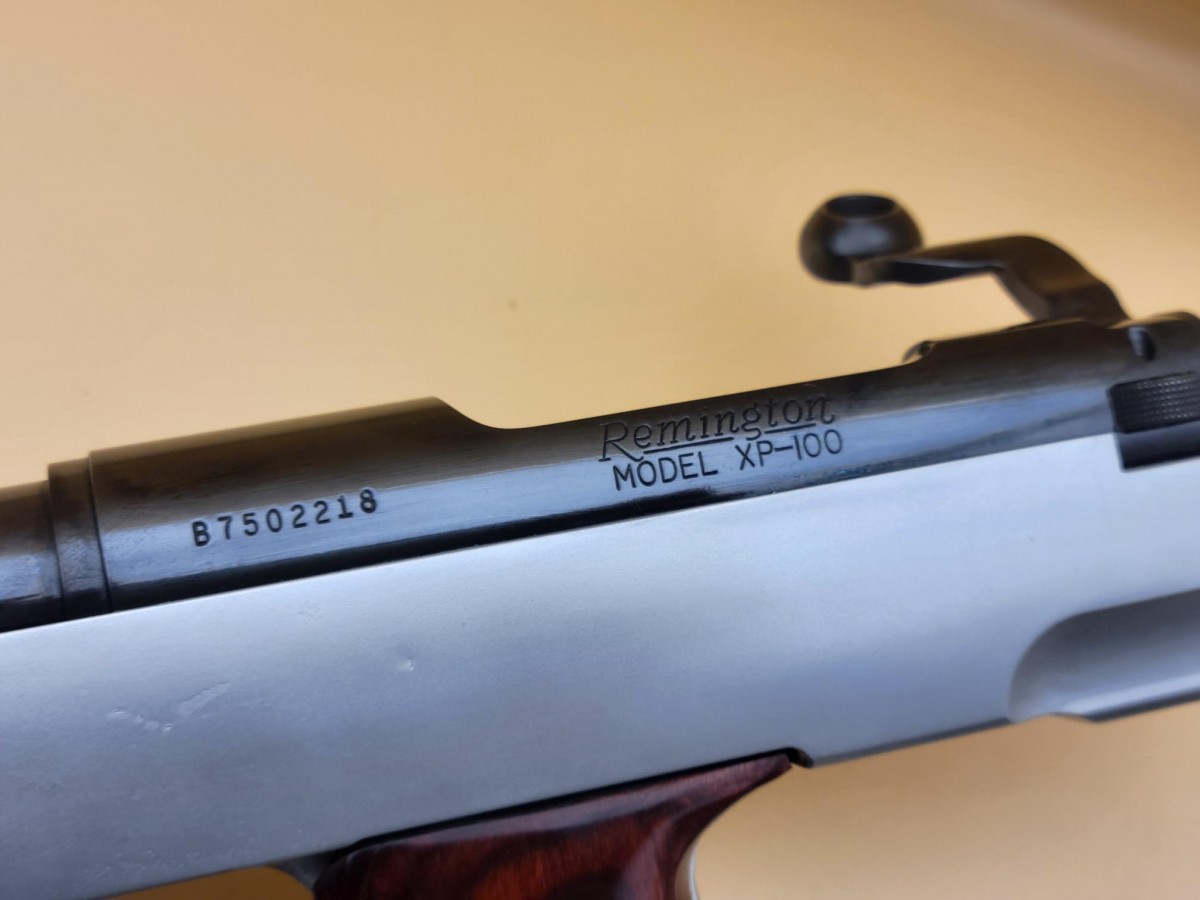 Remington
MODEL XP-100
B7502218